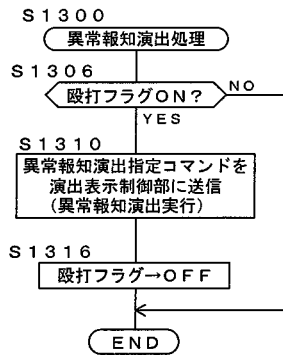 S1300
異常報知演出処理
S1306
殴打フラグON?
NO
YES
S1310
異常報知演出指定コマンドを
演出表示制御部に送信
(異常報知演出実行)
S1316
殴打フラグ→OFF
END